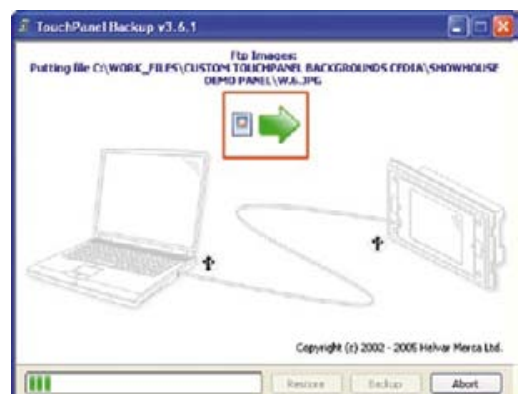 TouchPanel Backup v3.6.1
Ftp Images:
Putting file C:\WORK_FILES\CUSTOM TOUCHPANEL BACKGROUNDS CEDIA\SHOWHOUSE
DEMO PANEL\W.6.JPG
Copyright (c) 2002 - 2005 Helvar Merca Ltd.
Restore
Backup
Abort